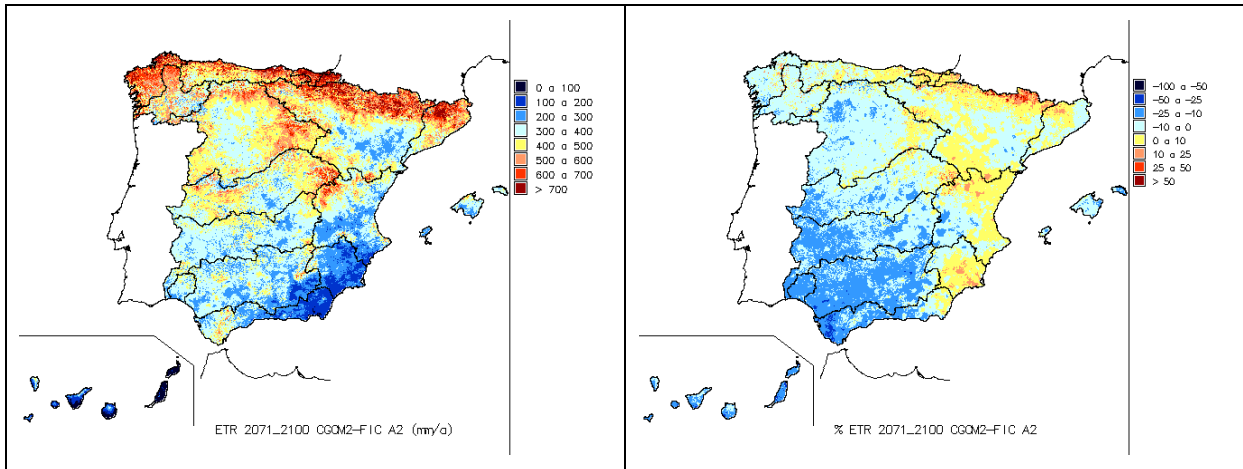 0 a 100
100 a 200
200 a 300
300 a 400
400 a 500
500 a 600
600 a 700
> 700
ETR 2071_2100 CGCM2-FIC A2 (mm/a)
-100 a -50
-50 a -25
-25 a -10
-10 a 0
0 a 10
10 a 25
25 a 50
> 50
% ETR 2071_2100 CGCM2-FIC A2